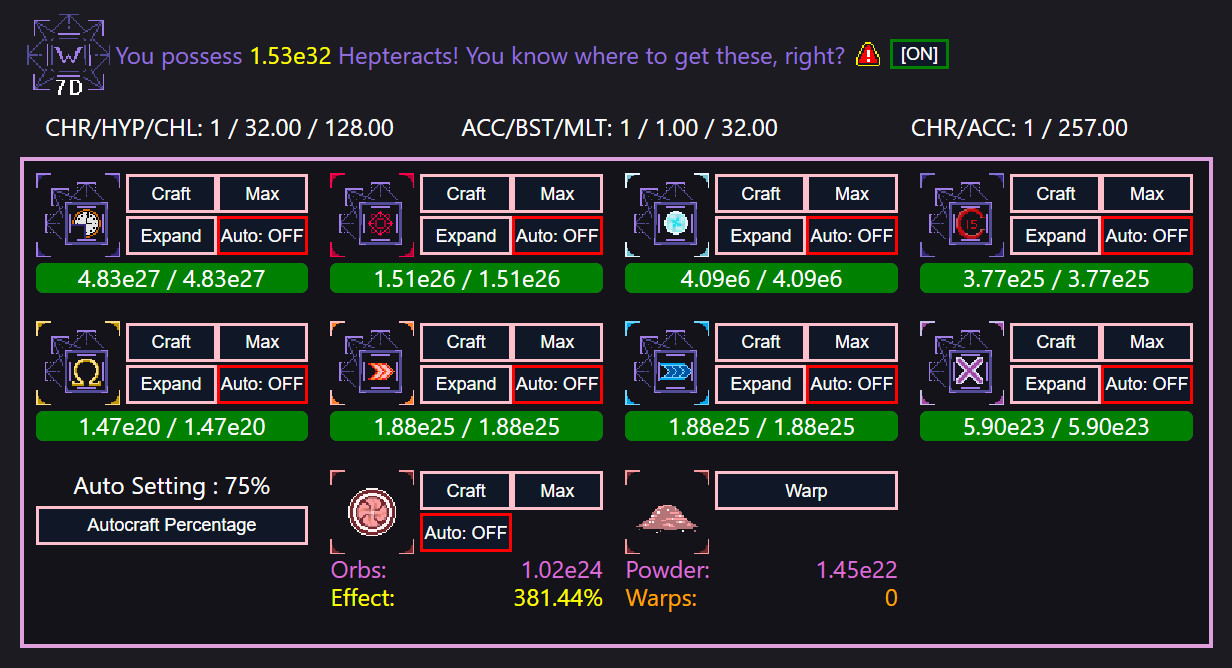 You possess 1.53e32 Hepteracts! You know where to get these, right? [ON]
7D
CHR/HYP/CHL: 1 / 32.00 / 128.00 ACC/BST/MLT: 1 / 1.00 / 32.00 CHR/ACC: 1 / 257.00
Craft Max Craft Max Craft Max Craft Max
Expand Auto: OFF Expand Auto: OFF Expand Auto: OFF Expand Auto: OFF
4.83e27 / 4.83e27 1.51e26 / 1.51e26 4.09e6 / 4.09e6 3.77e25 / 3.77e25
Craft Max Craft Max Craft Max Craft Max
Expand Auto: OFF Expand Auto: OFF Expand Auto: OFF Expand Auto: OFF
1.47e20 / 1.47e20 1.88e25 / 1.88e25 1.88e25 / 1.88e25 5.90e23 / 5.90e23
Auto Setting : 75% Craft Max Warp
Autocraft Percentage Auto: OFF
Orbs: 1.02e24 Powder: 1.45e22
Effect: 381.44% Warps: 0